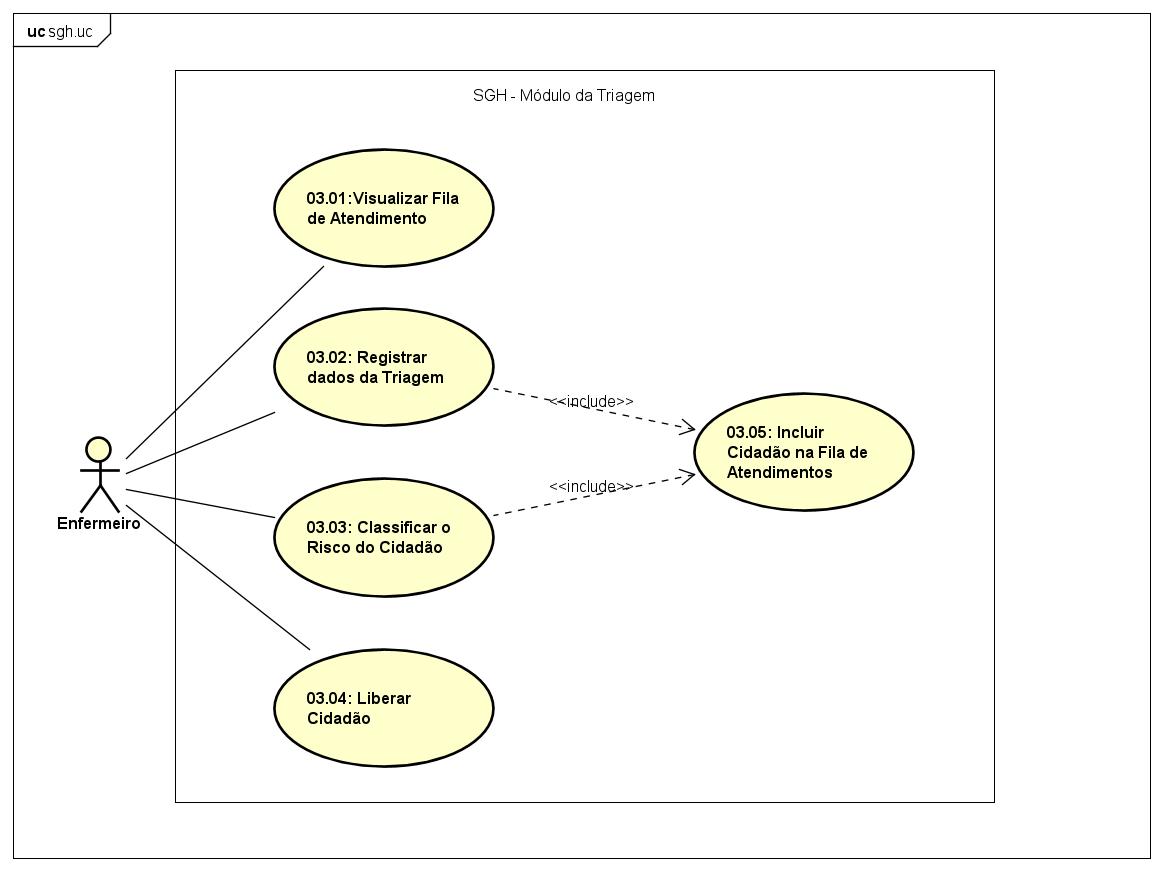 uc sgh.uc
SGH - Módulo da Triagem
03.01:Visualizar Fila
de Atendimento
03.02: Registrar
dados da Triagem
<<include>>
03.05: Incluir
Cidadão na Fila de
Atendimentos
<<include>>
Enfermeiro
03.03: Classificar o
Risco do Cidadão
03.04: Liberar
Cidadão